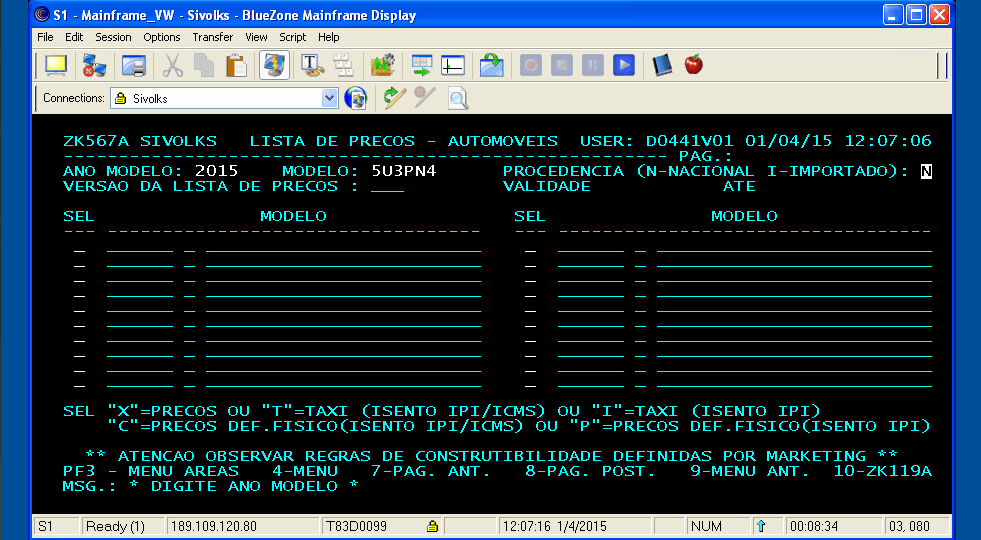 S1 - Mainframe_VW - Sivolks - BlueZone Mainframe Display
File Edit Session Options Transfer View Script Help
Connections: Sivolks
ZK567A SIVOLKS LISTA DE PRECOS - AUTOMOVEIS USER: D0441V01 01/04/15 12:07:06
------------------------------------------------------- PAG.:
ANO MODELO: 2015 MODELO: 5U3PN4 PROCEDENCIA (N-NACIONAL I-IMPORTADO): N
VERSAO DA LISTA DE PRECOS : ___ VALIDADE ATE
SEL MODELO SEL MODELO
SEL "X"=PRECOS OU "T"=TAXI (ISENTO IPI/ICMS) OU "I"=TAXI (ISENTO IPI)
"C"=PRECOS DEF.FISICO(ISENTO IPI/ICMS) OU "P"=PRECOS DEF.FISICO(ISENTO IPI)
** ATENCAO OBSERVAR REGRAS DE CONSTRUTIBILIDADE DEFINIDAS POR MARKETING **
PF3 - MENU AREAS 4-MENU 7-PAG. ANT. 8-PAG. POST. 9-MENU ANT. 10-ZK119A
MSG.: * DIGITE ANO MODELO *
S1 Ready (1) 189.109.120.80 T83D0099 12:07:16 1/4/2015 NUM 00:08:34 03, 080